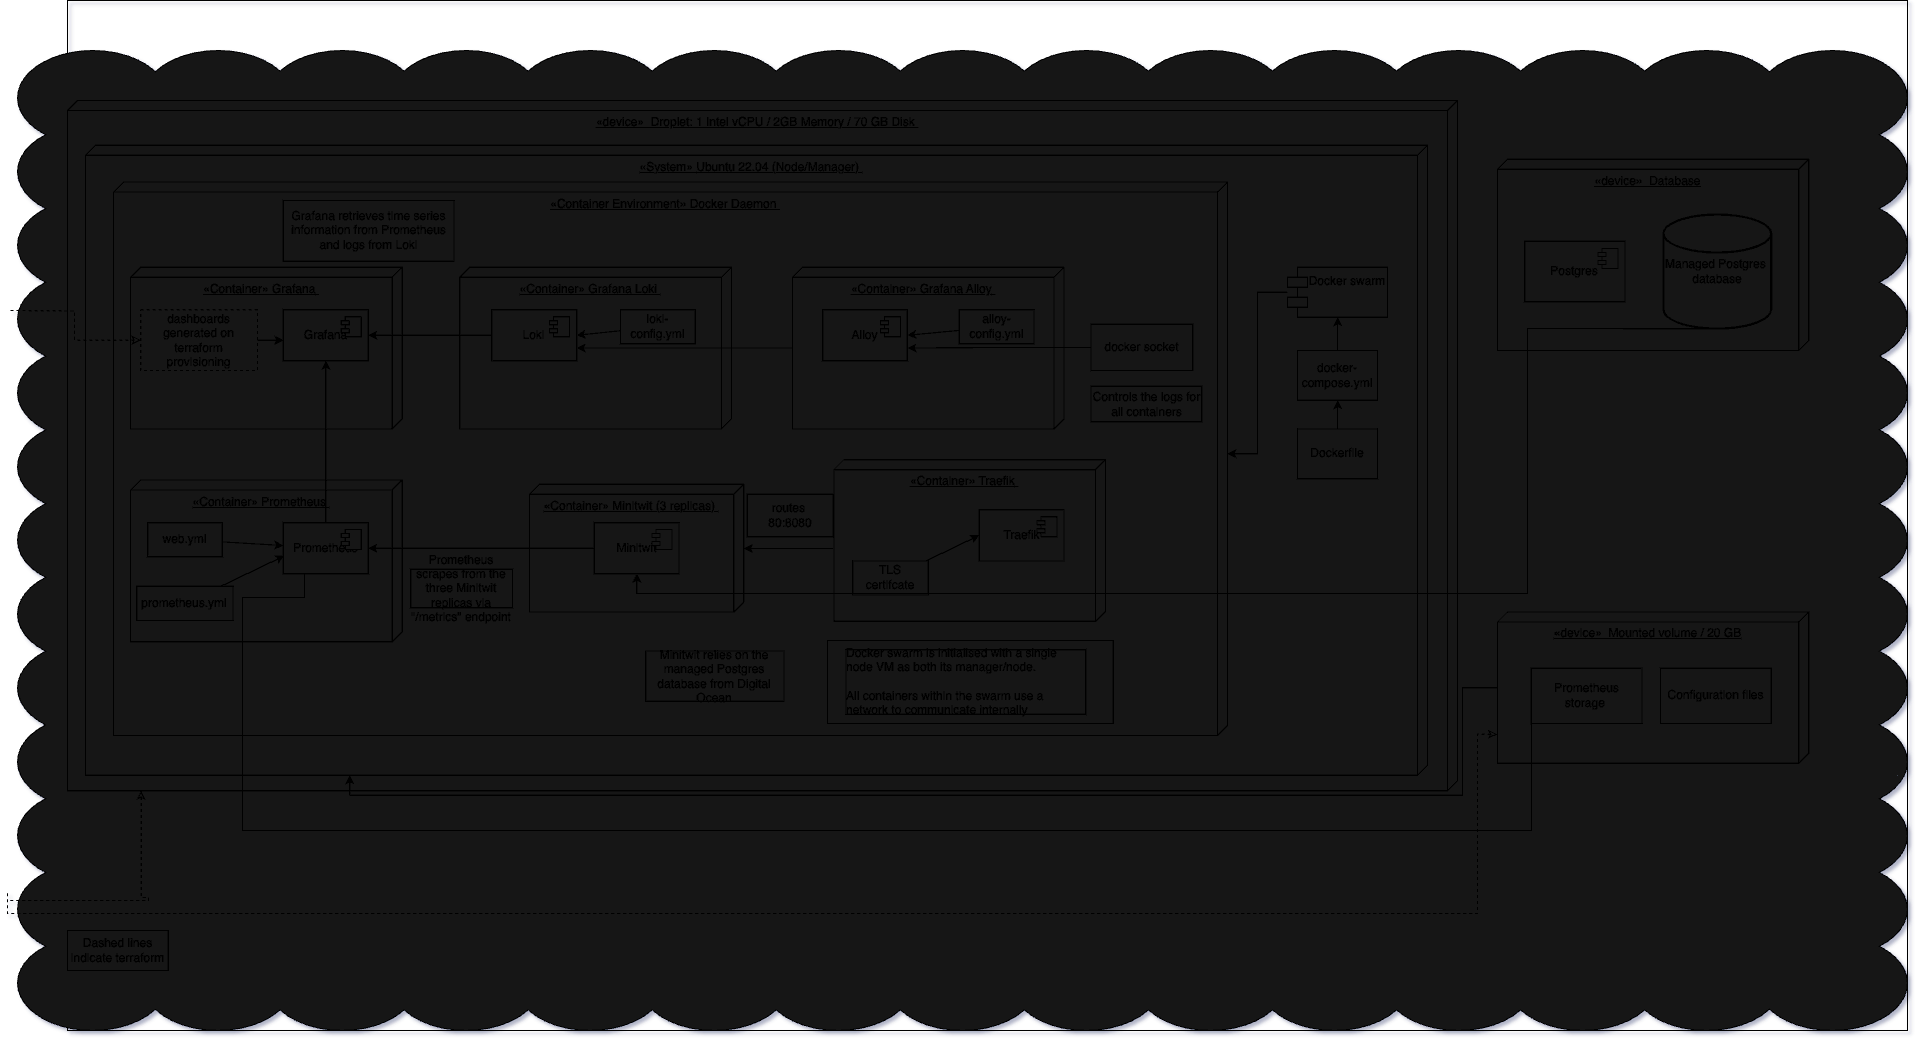 «device»  Droplet: 1 Intel vCPU / 2GB Memory / 70 GB Disk
«System» Ubuntu 22.04 (Node/Manager)
«Container Environment» Docker Daemon
Grafana retrieves time series
information from Prometheus
and logs from Loki
«Container» Grafana
dashboards
generated on
terraform
provisioning
Grafana
«Container» Grafana Loki
Loki
loki-
config.yml
«Container» Grafana Alloy
Alloy
alloy-
config.yml
docker socket
Controls the logs for
all containers
Docker swarm
docker-
compose.yml
Dockerfile
«device»  Database
Postgres
Managed Postgres
database
«Container» Prometheus
web.yml
Prometheus
prometheus.yml
Prometheus
scrapes from the
three Minitwit
replicas via
"/metrics" endpoint
«Container» Minitwit (3 replicas)
Minitwit
routes
80:8080
«Container» Traefik
Traefik
TLS
certifcate
Minitwit relies on the
managed Postgres
database from Digital
Ocean
Docker swarm is initialised with a single
node VM as both its manager/node.
All containers within the swarm use a
network to communicate internally
«device»  Mounted volume / 20 GB
Prometheus
storage
Configuration files
Dashed lines
indicate terraform